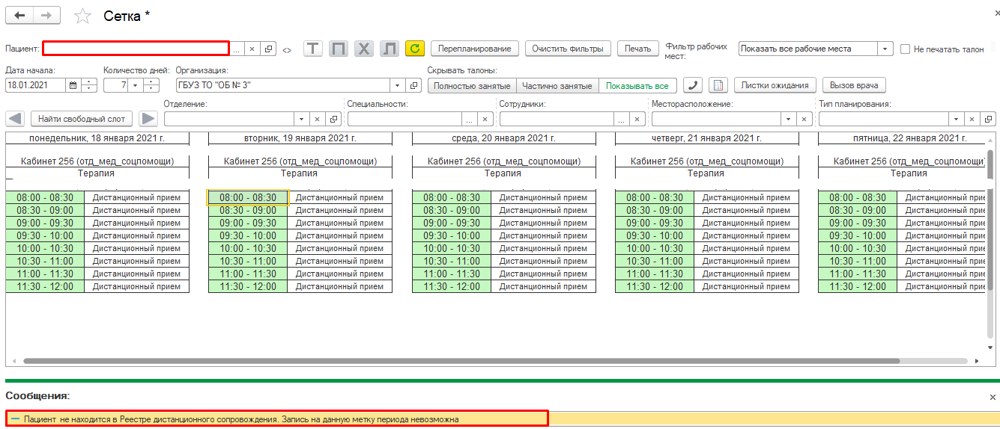 Сетка *
Пациент: ... × <> Т П Х Л Перепланирование Очистить фильтры Печать Фильтр рабочих мест: Показать все рабочие места Не печатать талон
Дата начала: Количество дней: Организация: Скрывать талоны:
18.01.2021 7 ГБУЗ ТО "ОБ № 3" Полностью занятые Частично занятые Показывать все Листки ожидания Вызов врача
Отделение: Специальности: Сотрудники: Месторасположение: Тип планирования:
Найти свободный слот
понедельник, 18 января 2021 г. вторник, 19 января 2021 г. среда, 20 января 2021 г. четверг, 21 января 2021 г. пятница, 22 января 2021 г.
Кабинет 256 (отд_мед_соцпомощи) Кабинет 256 (отд_мед_соцпомощи) Кабинет 256 (отд_мед_соцпомощи) Кабинет 256 (отд_мед_соцпомощи) Кабинет 256 (отд_мед_соцпомощи)
Терапия Терапия Терапия Терапия Терапия
08:00 - 08:30 Дистанционный прием 08:00 - 08:30 Дистанционный прием 08:00 - 08:30 Дистанционный прием 08:00 - 08:30 Дистанционный прием 08:00 - 08:30 Дистанционный прие
08:30 - 09:00 Дистанционный прием 08:30 - 09:00 Дистанционный прием 08:30 - 09:00 Дистанционный прием 08:30 - 09:00 Дистанционный прием 08:30 - 09:00 Дистанционный прие
09:00 - 09:30 Дистанционный прием 09:00 - 09:30 Дистанционный прием 09:00 - 09:30 Дистанционный прием 09:00 - 09:30 Дистанционный прием 09:00 - 09:30 Дистанционный прие
09:30 - 10:00 Дистанционный прием 09:30 - 10:00 Дистанционный прием 09:30 - 10:00 Дистанционный прием 09:30 - 10:00 Дистанционный прием 09:30 - 10:00 Дистанционный прие
10:00 - 10:30 Дистанционный прием 10:00 - 10:30 Дистанционный прием 10:00 - 10:30 Дистанционный прием 10:00 - 10:30 Дистанционный прием 10:00 - 10:30 Дистанционный прие
10:30 - 11:00 Дистанционный прием 10:30 - 11:00 Дистанционный прием 10:30 - 11:00 Дистанционный прием 10:30 - 11:00 Дистанционный прием 10:30 - 11:00 Дистанционный прие
11:00 - 11:30 Дистанционный прием 11:00 - 11:30 Дистанционный прием 11:00 - 11:30 Дистанционный прием 11:00 - 11:30 Дистанционный прием 11:00 - 11:30 Дистанционный прие
11:30 - 12:00 Дистанционный прием 11:30 - 12:00 Дистанционный прием 11:30 - 12:00 Дистанционный прием 11:30 - 12:00 Дистанционный прием 11:30 - 12:00 Дистанционный прие
Сообщения:
Пациент не находится в Реестре дистанционного сопровождения. Запись на данную метку периода невозможна